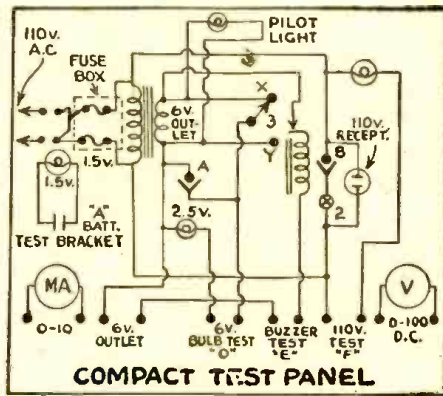 110V.
A.C.
FUSE
BOX
PILOT
LIGHT
6V.
OUT-
LET
X
3
Y
A
B
110V.
RECEPT.
2
1.5V.
1.5V.
"A"
BATT.
TEST BRACKET
2.5V.
MA
V
0-10
6V.
OUTLET
6V.
BULB TEST
"D"
BUZZER
TEST
"E"
110V.
TEST
"F"
0-100
D.C.
COMPACT TEST PANEL